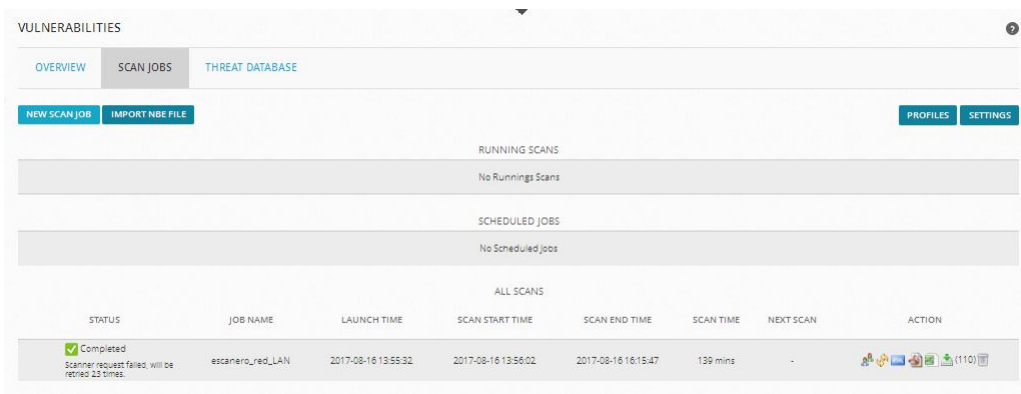 VULNERABILITIES
?
OVERVIEW SCAN JOBS THREAT DATABASE
NEW SCAN JOB IMPORT NBE FILE PROFILES SETTINGS
RUNNING SCANS
No Runnings Scans
SCHEDULED JOBS
No Scheduled Jobs
ALL SCANS
STATUS JOB NAME LAUNCH TIME SCAN START TIME SCAN END TIME SCAN TIME NEXT SCAN ACTION
Completed
Scanner request failed, will be
retried 23 times.
escanero_red_LAN 2017-08-16 13:55:32 2017-08-16 13:56:02 2017-08-16 16:15:47 139 mins - (110)